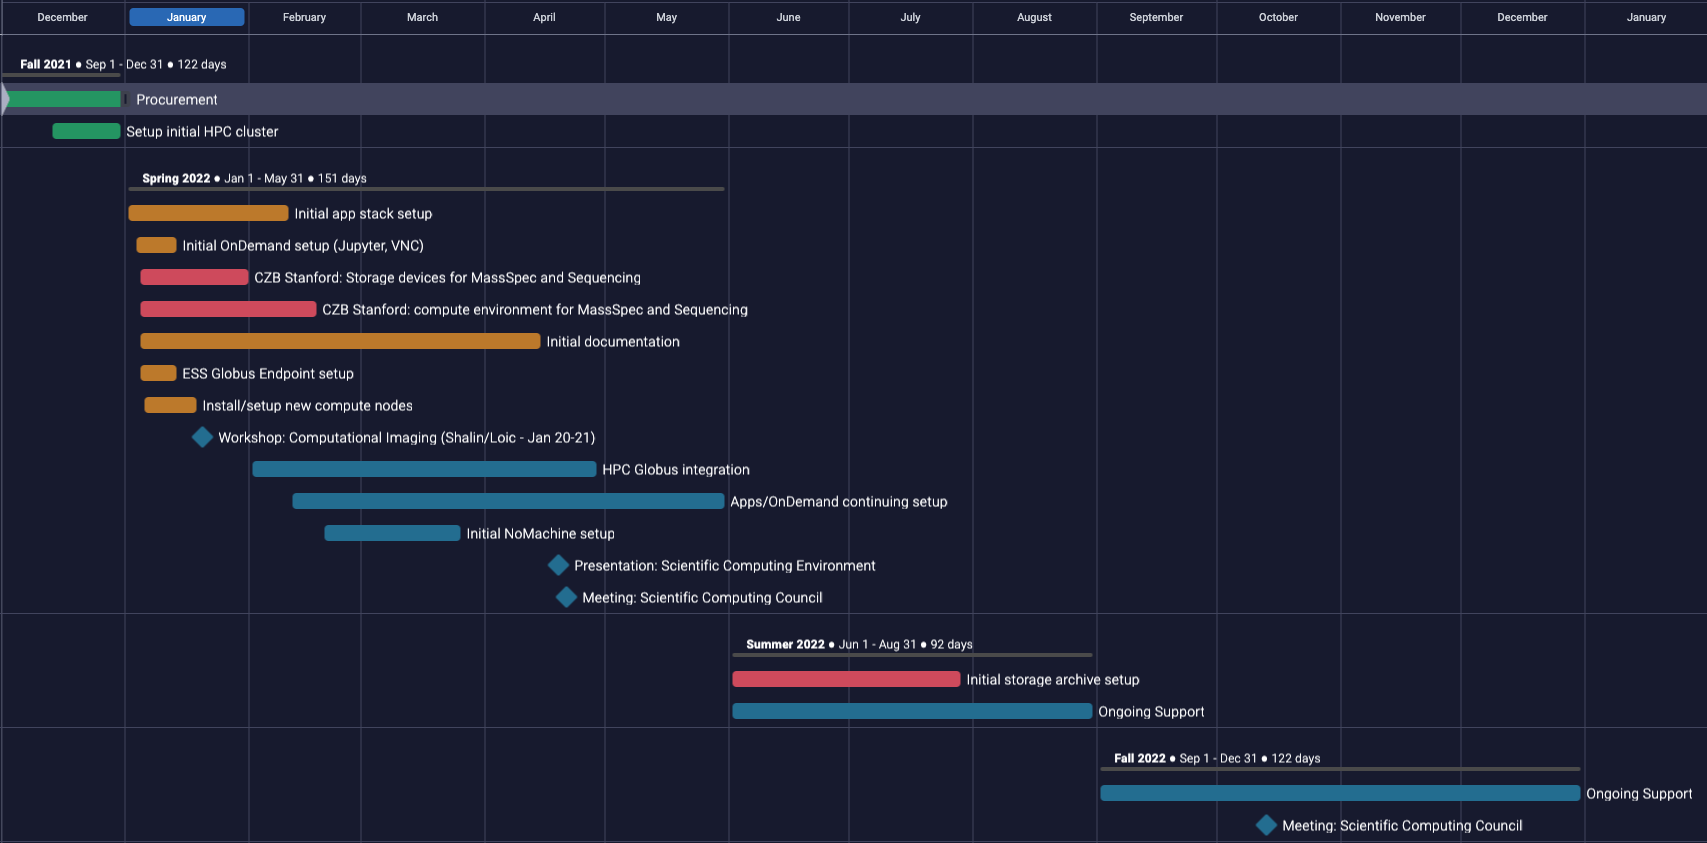 December January February March April May June July August September October November December January
Fall 2021 ● Sep 1 - Dec 31 ● 122 days
Procurement
Setup initial HPC cluster
Spring 2022 ● Jan 1 - May 31 ● 151 days
Initial app stack setup
Initial OnDemand setup (Jupyter, VNC)
CZB Stanford: Storage devices for MassSpec and Sequencing
CZB Stanford: compute environment for MassSpec and Sequencing
Initial documentation
ESS Globus Endpoint setup
Install/setup new compute nodes
Workshop: Computational Imaging (Shalin/Loic - Jan 20-21)
HPC Globus integration
Apps/OnDemand continuing setup
Initial NoMachine setup
Presentation: Scientific Computing Environment
Meeting: Scientific Computing Council
Summer 2022 ● Jun 1 - Aug 31 ● 92 days
Initial storage archive setup
Ongoing Support
Fall 2022 ● Sep 1 - Dec 31 ● 122 days
Ongoing Support
Meeting: Scientific Computing Council